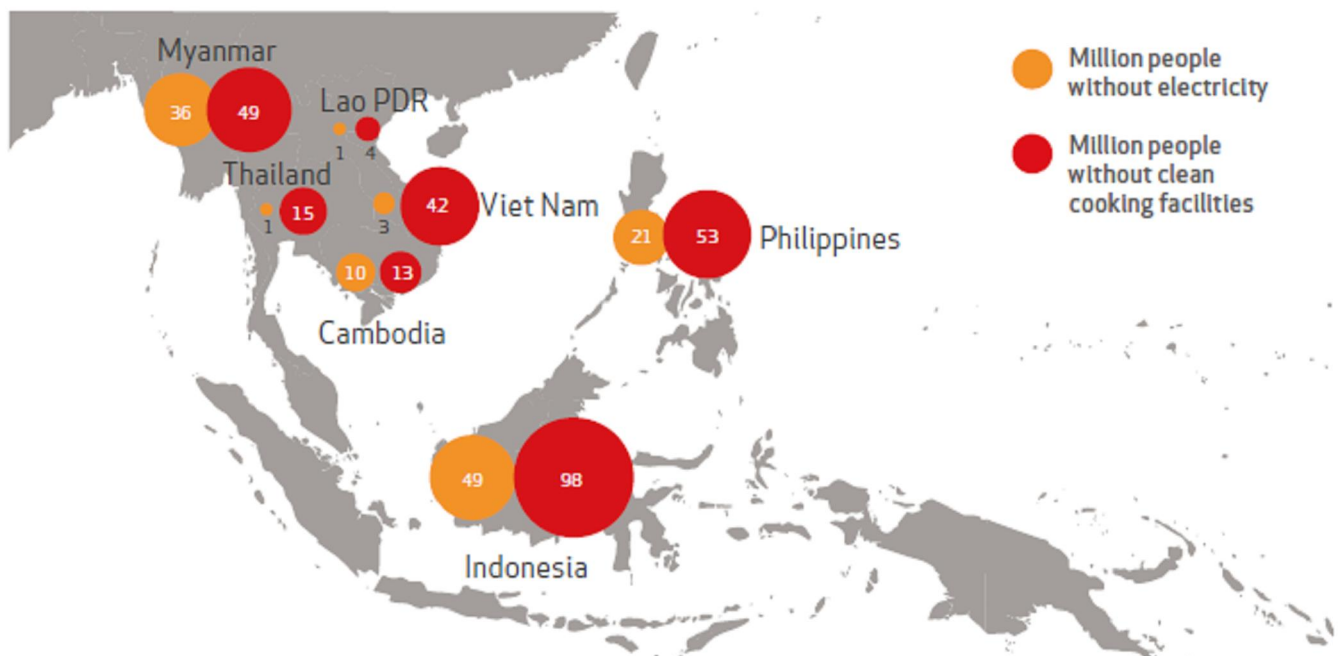 Myanmar
36
49
Lao PDR
1
4
Thailand
1
15
3
42
Viet Nam
10
13
Cambodia
21
53
Philippines
49
98
Indonesia
Million people
without electricity
Million people
without clean
cooking facilities